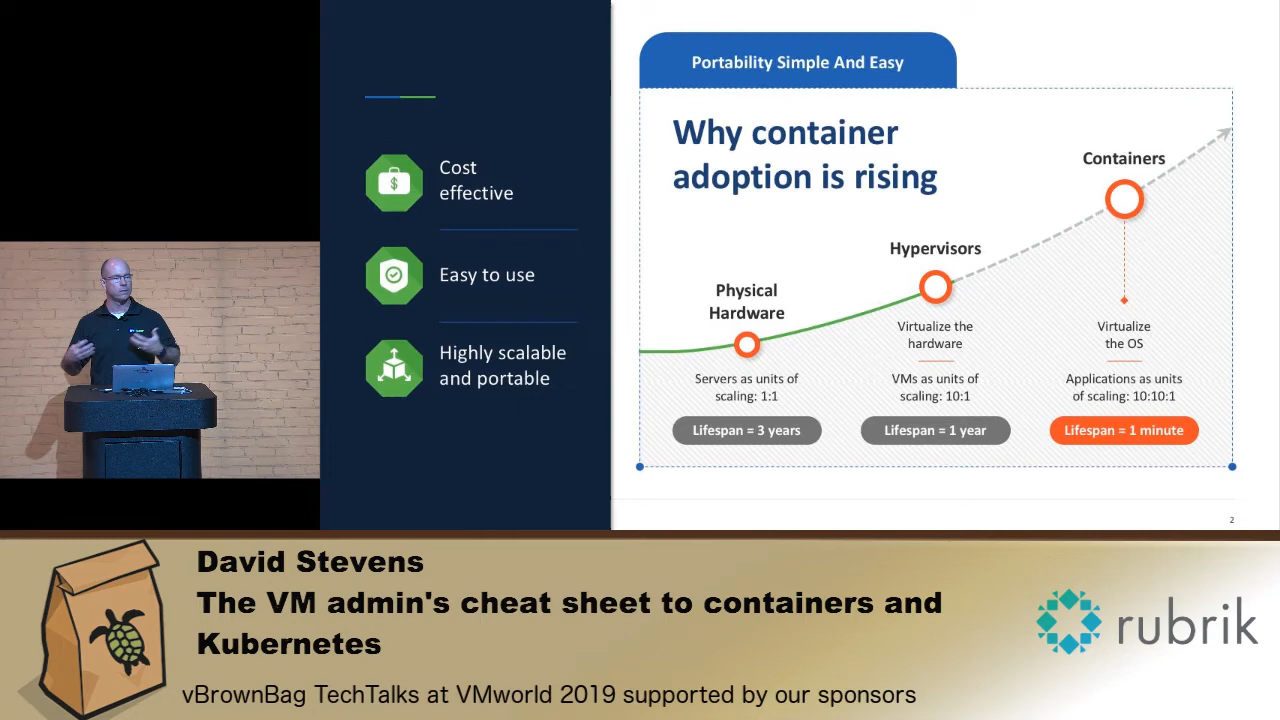 Cost
effective
Easy to use
Highly scalable
and portable
Portability Simple And Easy
Why container
adoption is rising
Physical
Hardware
Servers as units of
scaling: 1:1
Lifespan = 3 years
Hypervisors
Virtualize the
hardware
VMs as units of
scaling: 10:1
Lifespan = 1 year
Containers
Virtualize
the OS
Applications as units
of scaling: 10:10:1
Lifespan = 1 minute
2
David Stevens
The VM admin's cheat sheet to containers and
Kubernetes
vBrownBag TechTalks at VMworld 2019 supported by our sponsors
rubrik